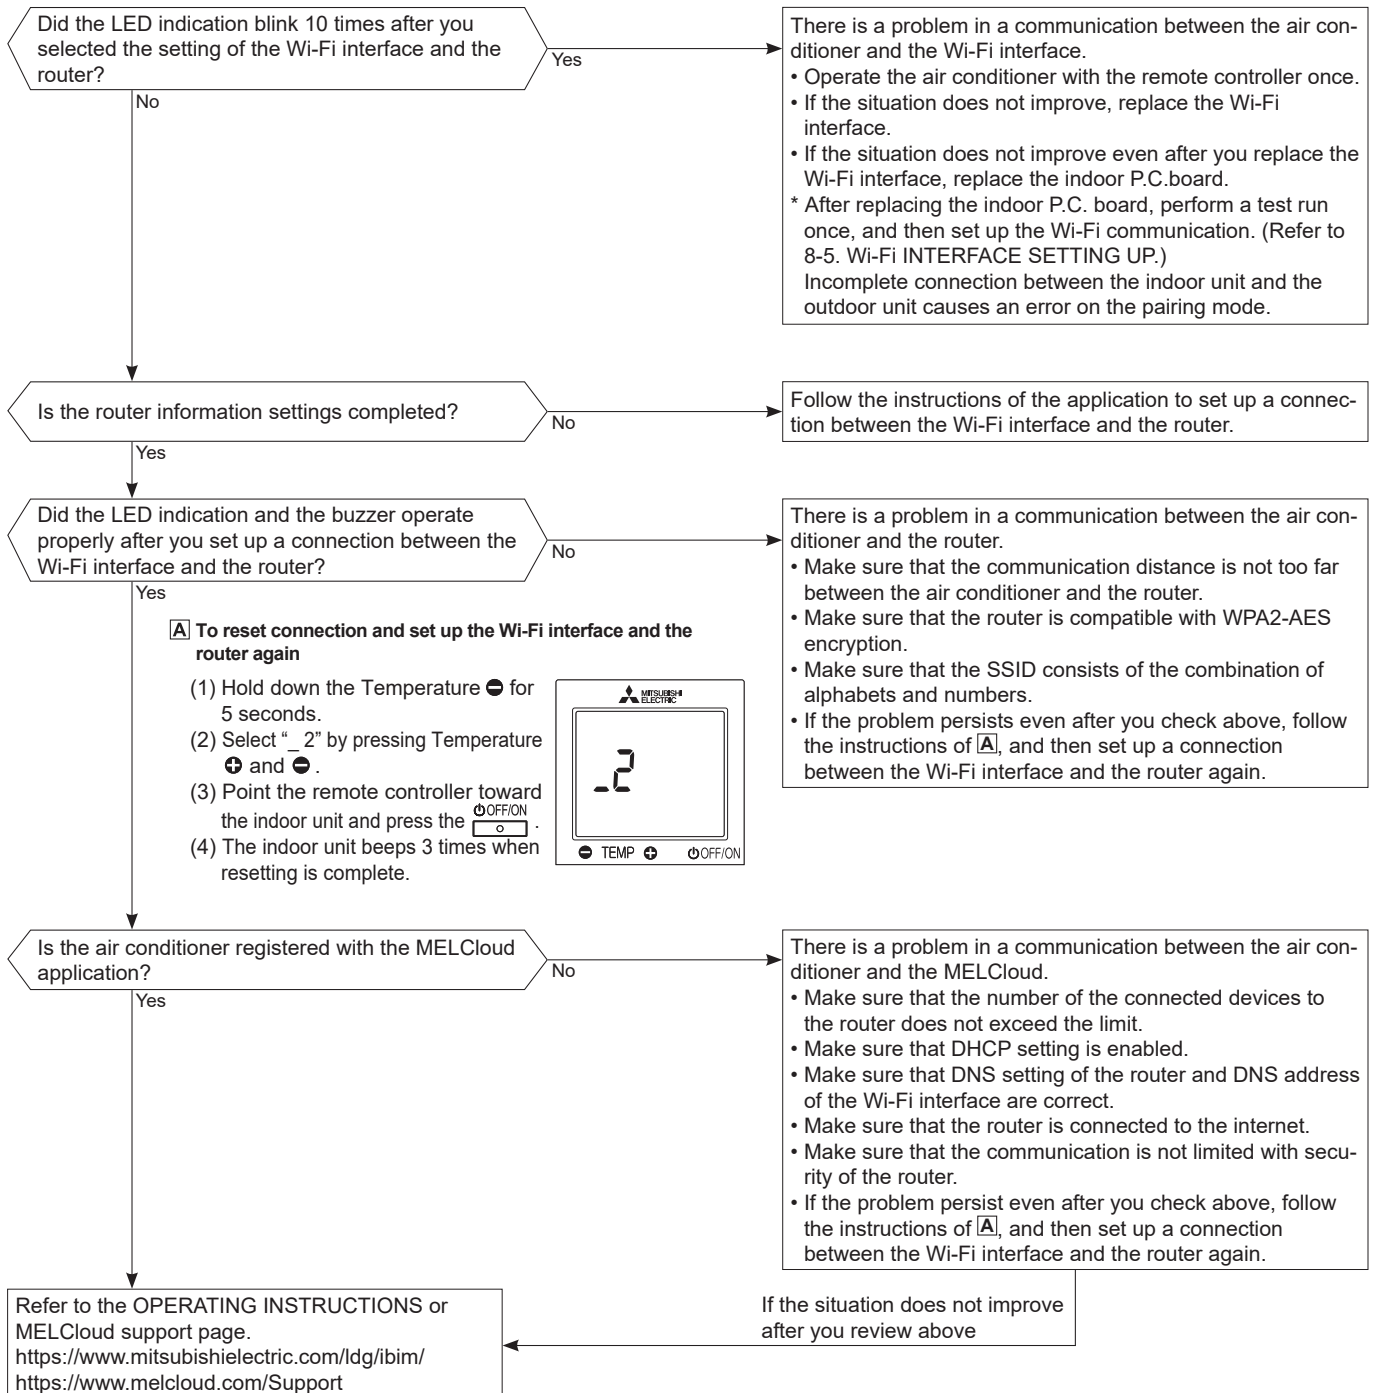 Did the LED indication blink 10 times after you
selected the setting of the Wi-Fi interface and the
router?
Yes
No
There is a problem in a communication between the air con-
ditioner and the Wi-Fi interface.
• Operate the air conditioner with the remote controller once.
• If the situation does not improve, replace the Wi-Fi
interface.
• If the situation does not improve even after you replace the
Wi-Fi interface, replace the indoor P.C.board.
* After replacing the indoor P.C. board, perform a test run
once, and then set up the Wi-Fi communication. (Refer to
8-5. Wi-Fi INTERFACE SETTING UP.)
Incomplete connection between the indoor unit and the
outdoor unit causes an error on the pairing mode.
Is the router information settings completed?
No
Yes
Follow the instructions of the application to set up a connec-
tion between the Wi-Fi interface and the router.
Did the LED indication and the buzzer operate
properly after you set up a connection between the
Wi-Fi interface and the router?
No
Yes
There is a problem in a communication between the air con-
ditioner and the router.
• Make sure that the communication distance is not too far
between the air conditioner and the router.
• Make sure that the router is compatible with WPA2-AES
encryption.
• Make sure that the SSID consists of the combination of
alphabets and numbers.
• If the problem persists even after you check above, follow
the instructions of A, and then set up a connection
between the Wi-Fi interface and the router again.
A To reset connection and set up the Wi-Fi interface and the
router again
(1) Hold down the Temperature ⊖ for
5 seconds.
(2) Select “_ 2” by pressing Temperature
⊕ and ⊖ .
(3) Point the remote controller toward
the indoor unit and press the ⏻OFF/ON .
(4) The indoor unit beeps 3 times when
resetting is complete.
MITSUBISHI
ELECTRIC
_2
⊖ TEMP ⊕ ⏻OFF/ON
Is the air conditioner registered with the MELCloud
application?
No
Yes
There is a problem in a communication between the air con-
ditioner and the MELCloud.
• Make sure that the number of the connected devices to
the router does not exceed the limit.
• Make sure that DHCP setting is enabled.
• Make sure that DNS setting of the router and DNS address
of the Wi-Fi interface are correct.
• Make sure that the router is connected to the internet.
• Make sure that the communication is not limited with secu-
rity of the router.
• If the problem persist even after you check above, follow
the instructions of A, and then set up a connection
between the Wi-Fi interface and the router again.
If the situation does not improve
after you review above
Refer to the OPERATING INSTRUCTIONS or
MELCloud support page.
https://www.mitsubishielectric.com/ldg/ibim/
https://www.melcloud.com/Support